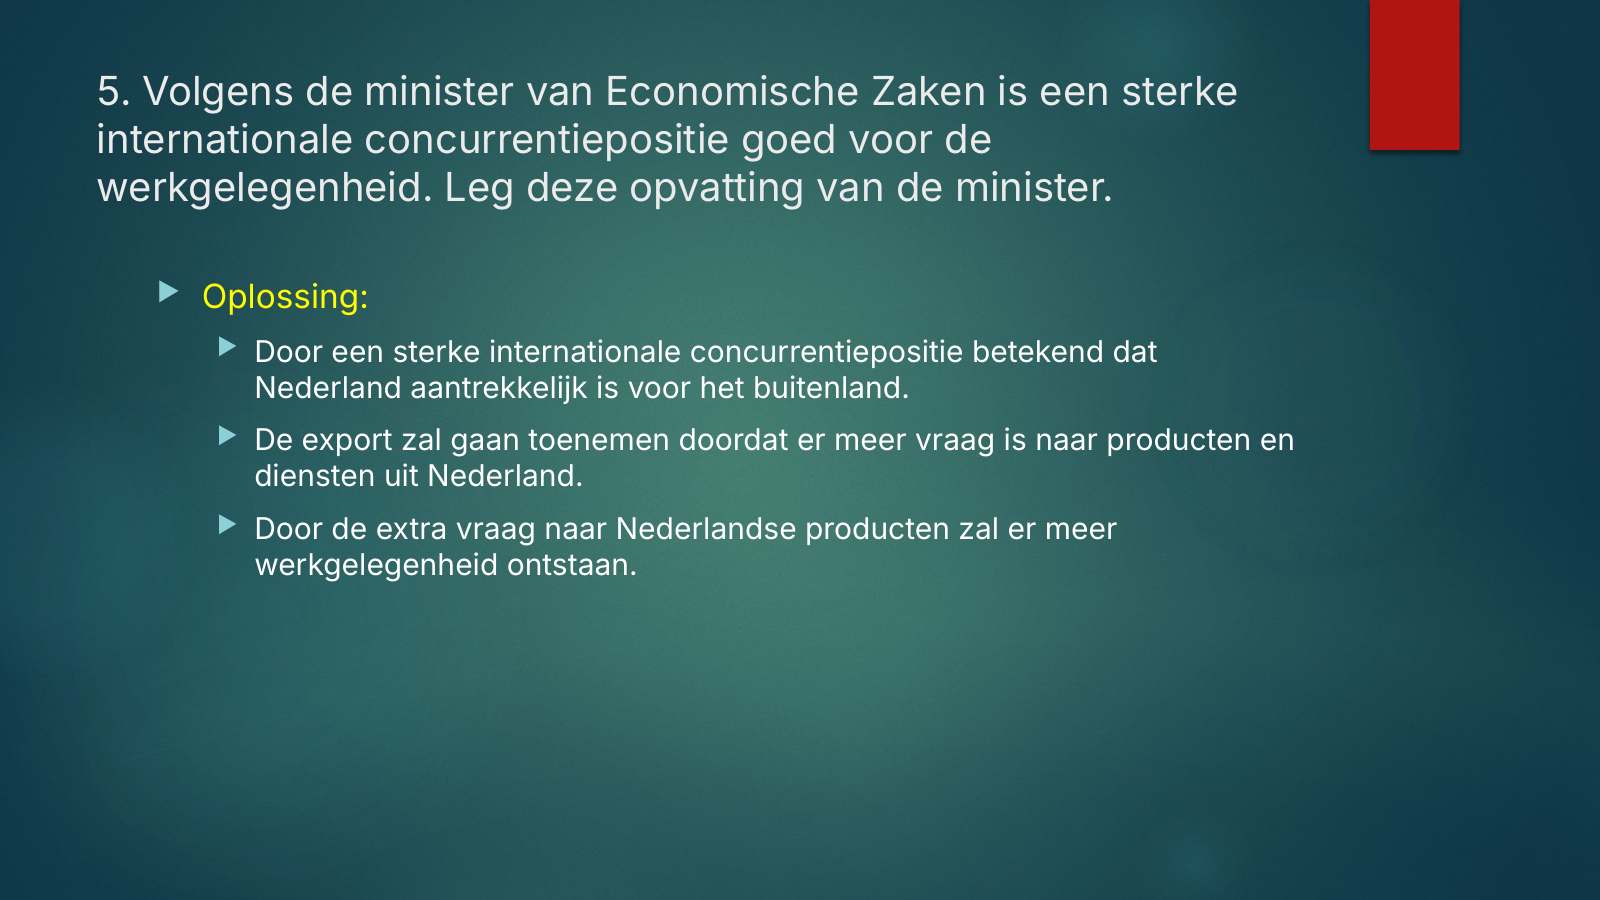 5. Volgens de minister van Economische Zaken is een sterke
internationale concurrentiepositie goed voor de
werkgelegenheid. Leg deze opvatting van de minister.
Oplossing:
Door een sterke internationale concurrentiepositie betekend dat
Nederland aantrekkelijk is voor het buitenland.
De export zal gaan toenemen doordat er meer vraag is naar producten en
diensten uit Nederland.
Door de extra vraag naar Nederlandse producten zal er meer
werkgelegenheid ontstaan.